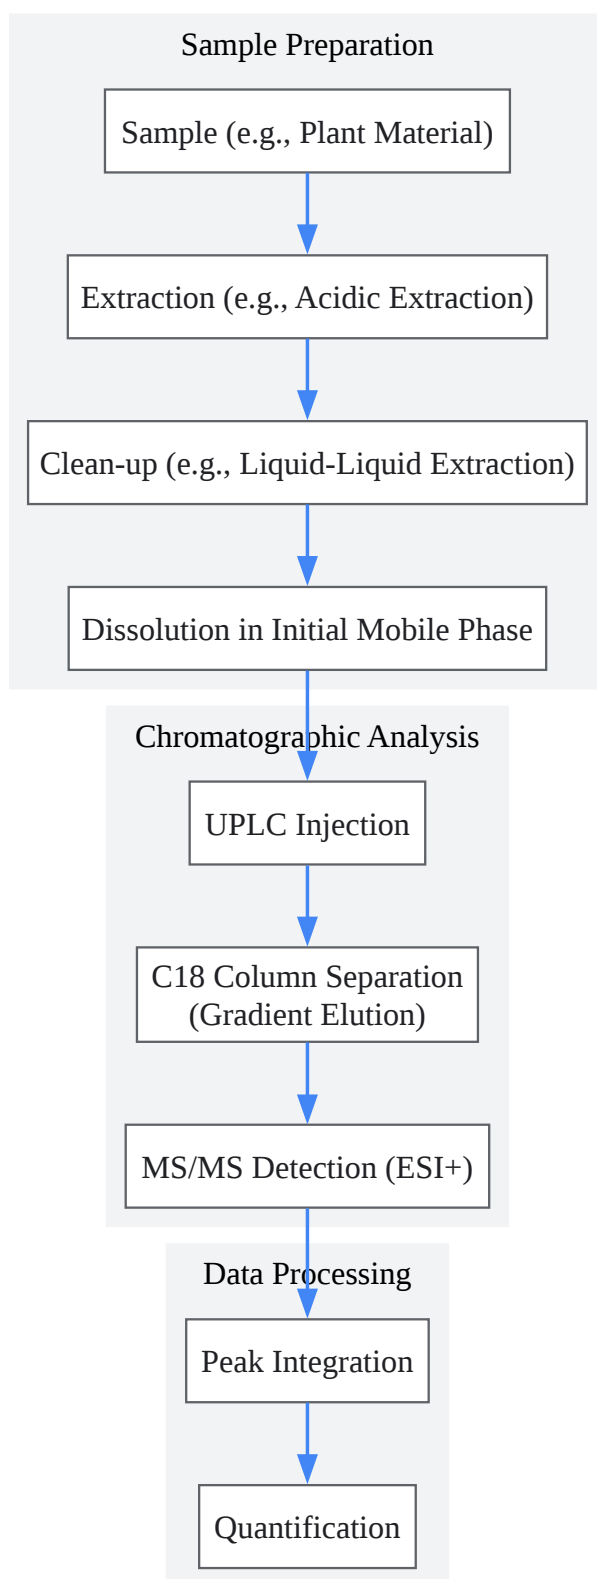 Sample Preparation
Sample (e.g., Plant Material)
Extraction (e.g., Acidic Extraction)
Clean-up (e.g., Liquid-Liquid Extraction)
Dissolution in Initial Mobile Phase
Chromatographic Analysis
UPLC Injection
C18 Column Separation
(Gradient Elution)
MS/MS Detection (ESI+)
Data Processing
Peak Integration
Quantification